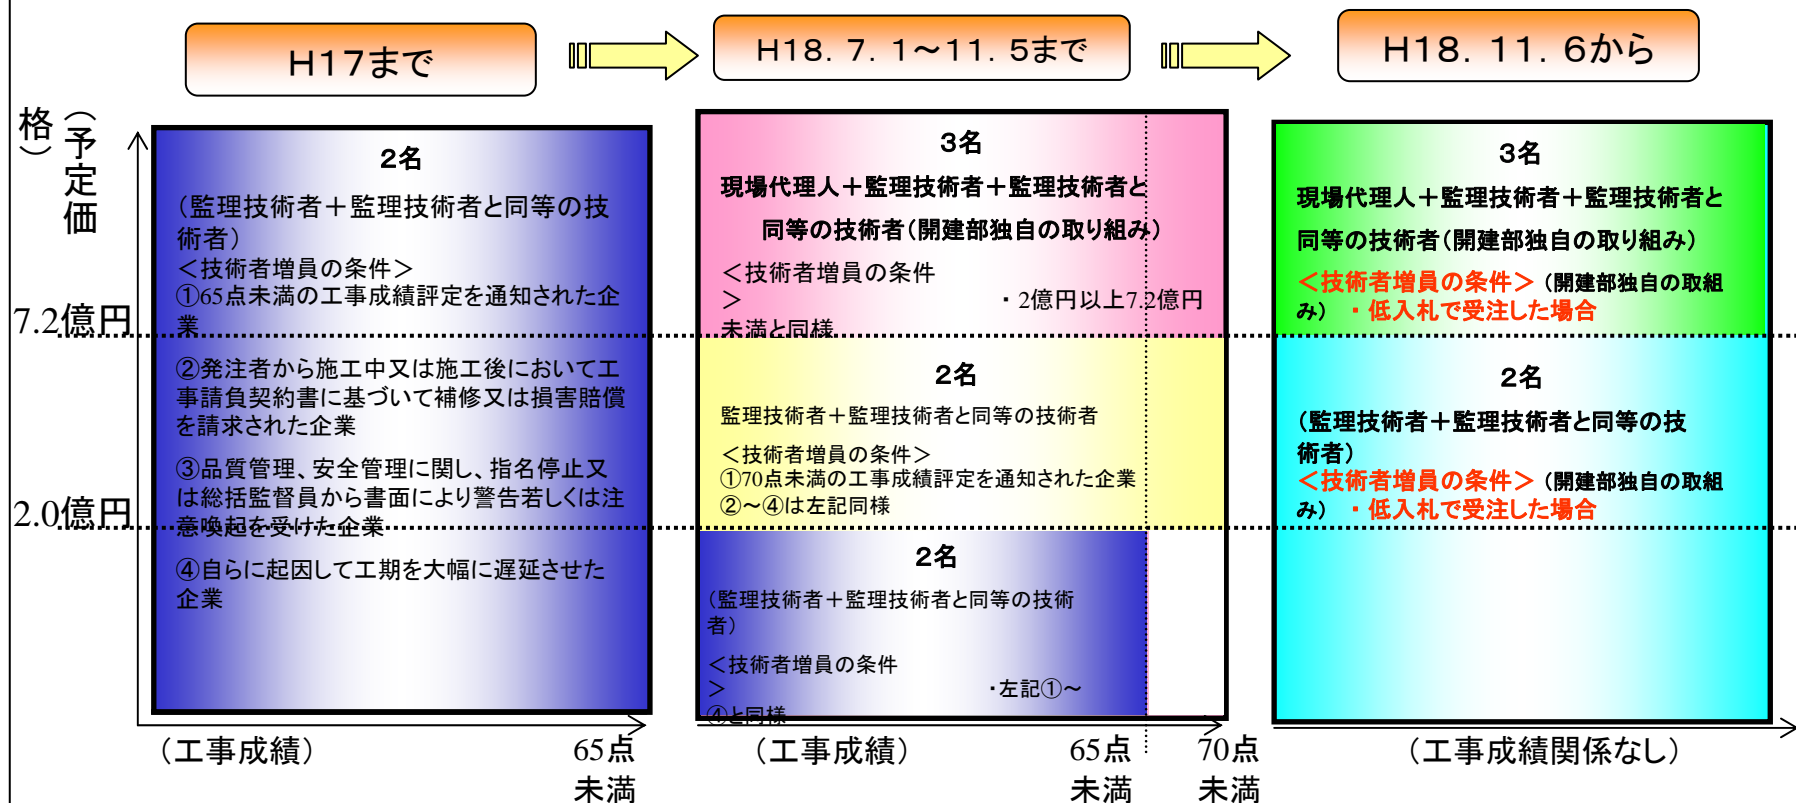 H17まで
H18．7．1～11．5まで
H18．11．6から
（予定価
格）
7.2億円
2.0億円
2名
（監理技術者＋監理技術者と同等の技
術者）
＜技術者増員の条件＞
①65点未満の工事成績評定を通知された企
業
②発注者から施工中又は施工後において工
事請負契約書に基づいて補修又は損害賠償
を請求された企業
③品質管理、安全管理に関し、指名停止又
は総括監督員から書面により警告若しくは注
意喚起を受けた企業
④自らに起因して工期を大幅に遅延させた
企業
（工事成績）
65点
未満
3名
現場代理人＋監理技術者＋監理技術者と
同等の技術者（開建部独自の取り組み）
＜技術者増員の条件
＞ ・2億円以上7.2億円
未満と同様
2名
監理技術者＋監理技術者と同等の技術者
＜技術者増員の条件＞
①70点未満の工事成績評定を通知された企業
②～④は左記同様
2名
（監理技術者＋監理技術者と同等の技術
者）
＜技術者増員の条件
＞ ・左記①～
④と同様
（工事成績）
65点
未満
70点
未満
3名
現場代理人＋監理技術者＋監理技術者と
同等の技術者（開建部独自の取り組み）
＜技術者増員の条件＞（開建部独自の取組
み） ・低入札で受注した場合
2名
（監理技術者＋監理技術者と同等の技
術者）
＜技術者増員の条件＞（開建部独自の取組
み） ・低入札で受注した場合
（工事成績関係なし）